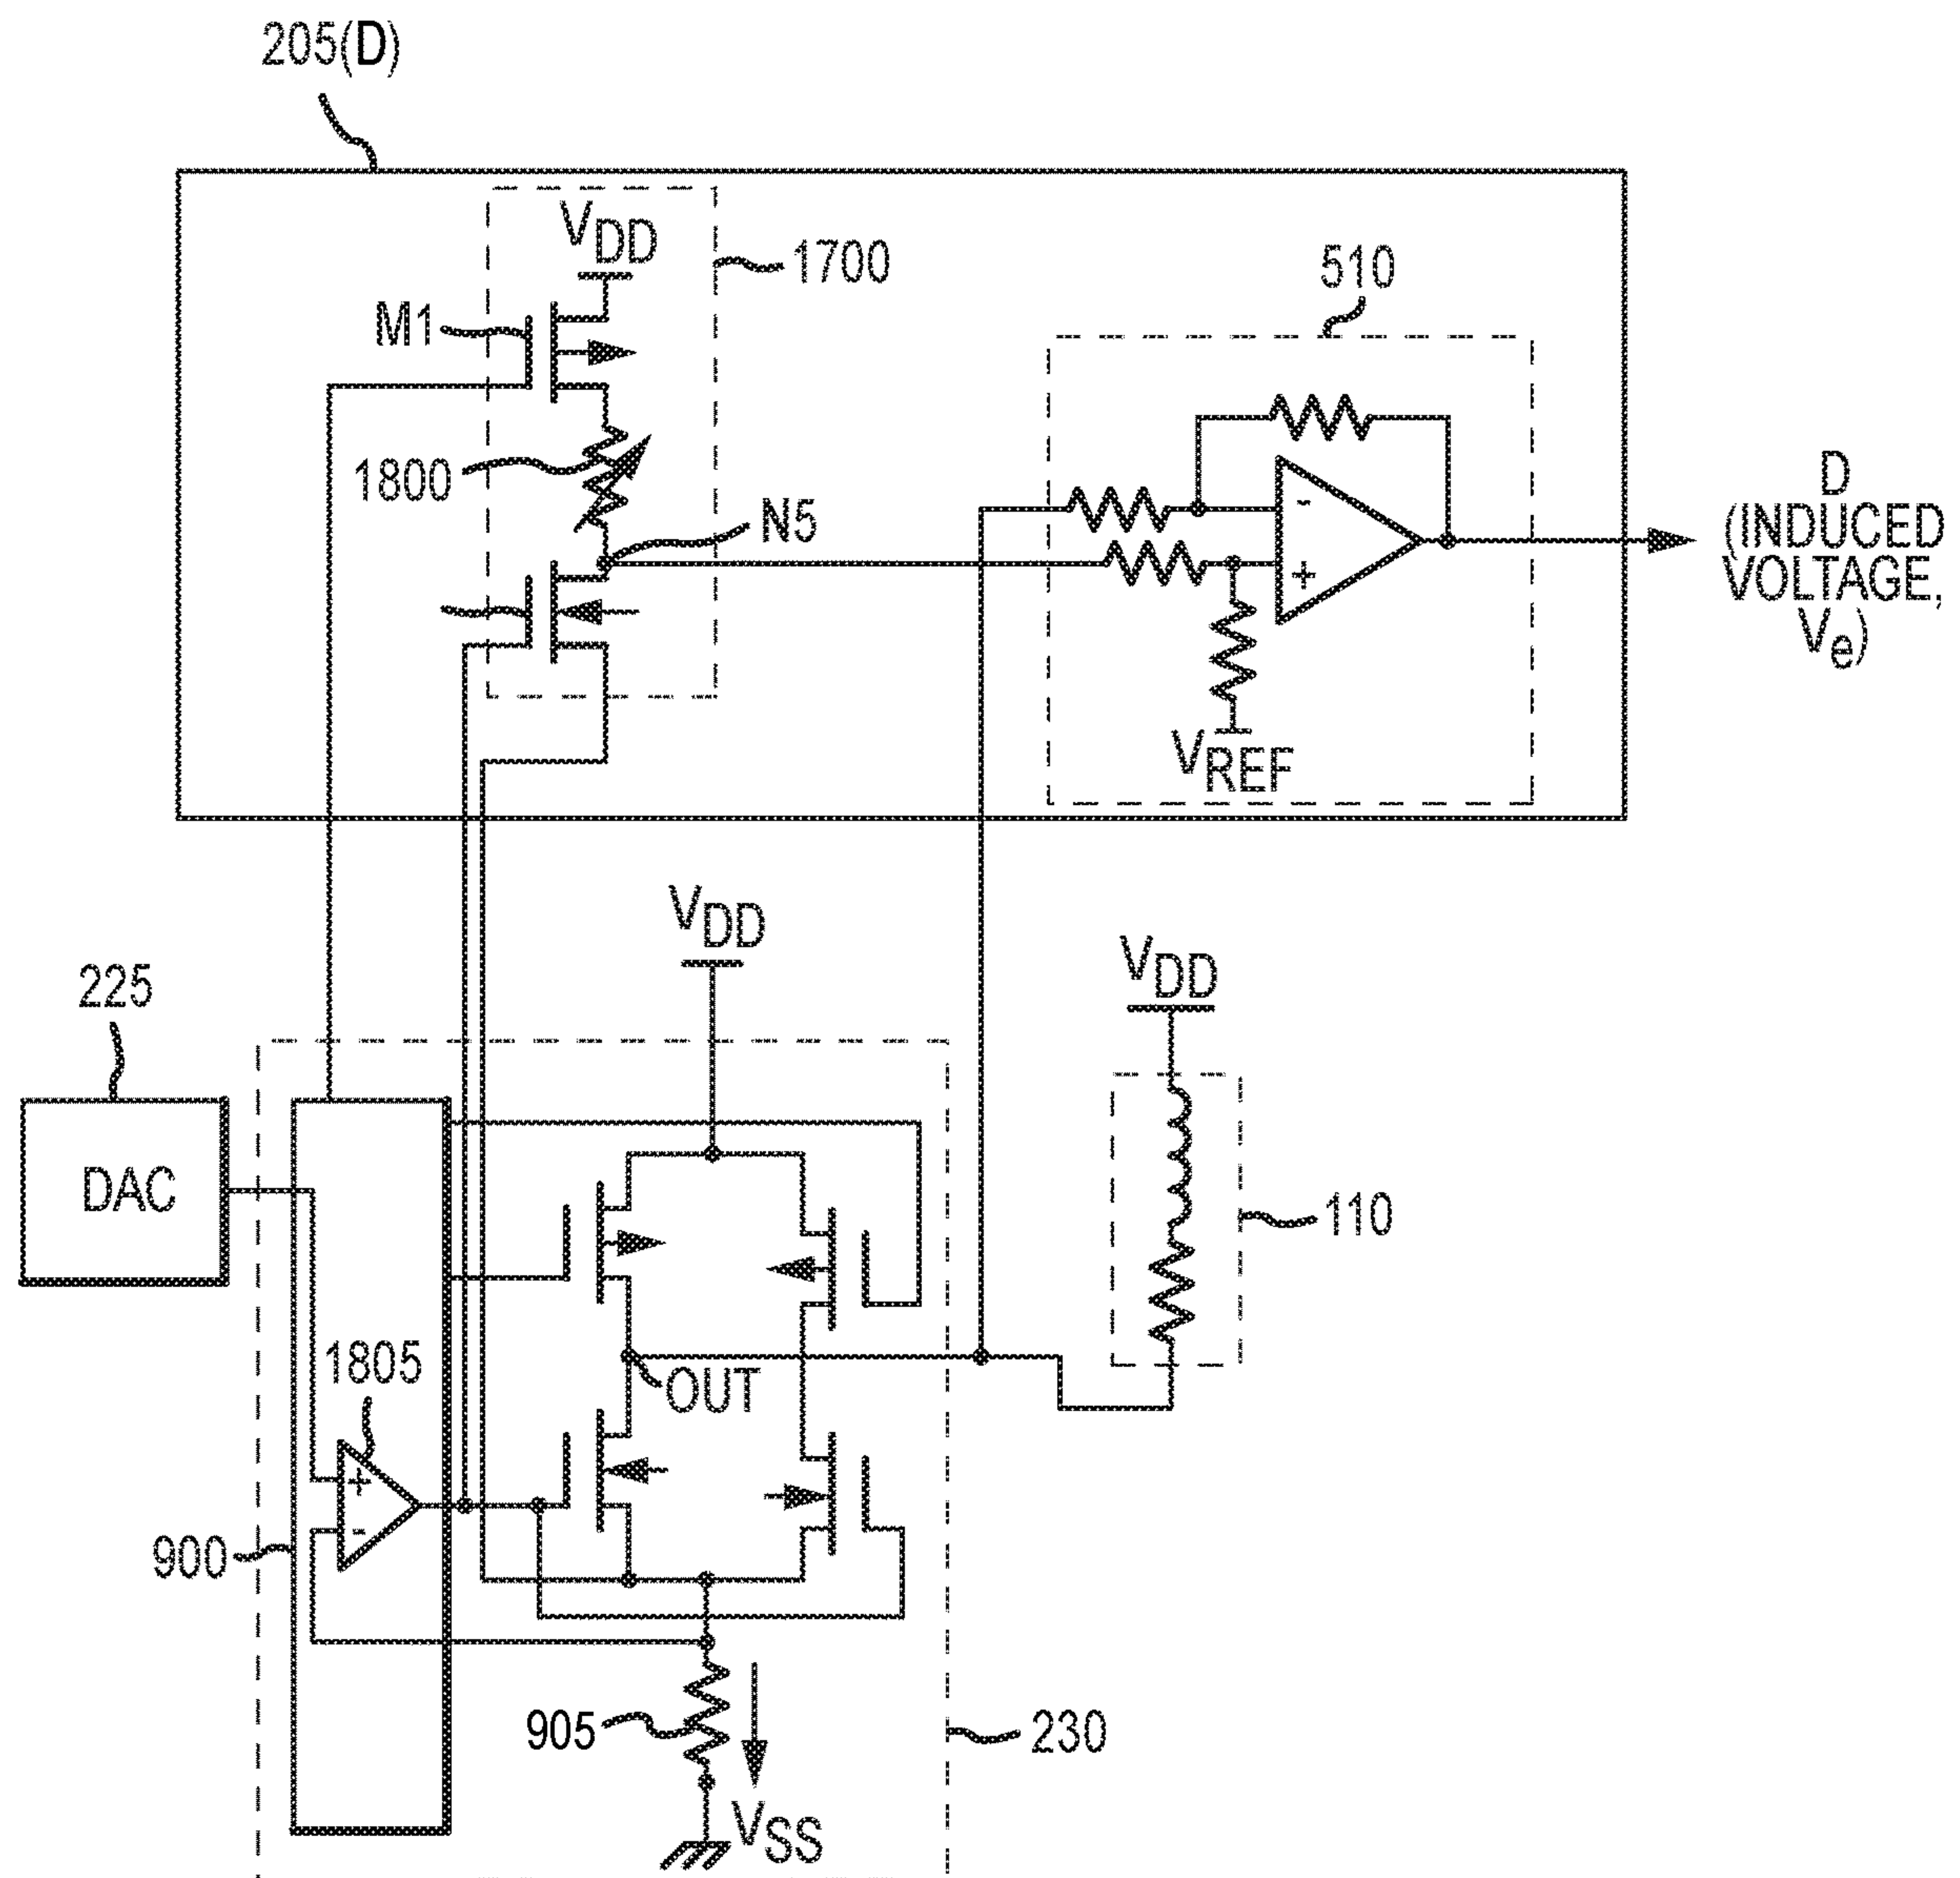 205(D)
VDD
1700
M1
510
1800
N5
-
+
D
(INDUCED
VOLTAGE,
Ve)
VREF
VDD
VDD
225
DAC
110
1805
OUT
+
-
900
905
230
VSS